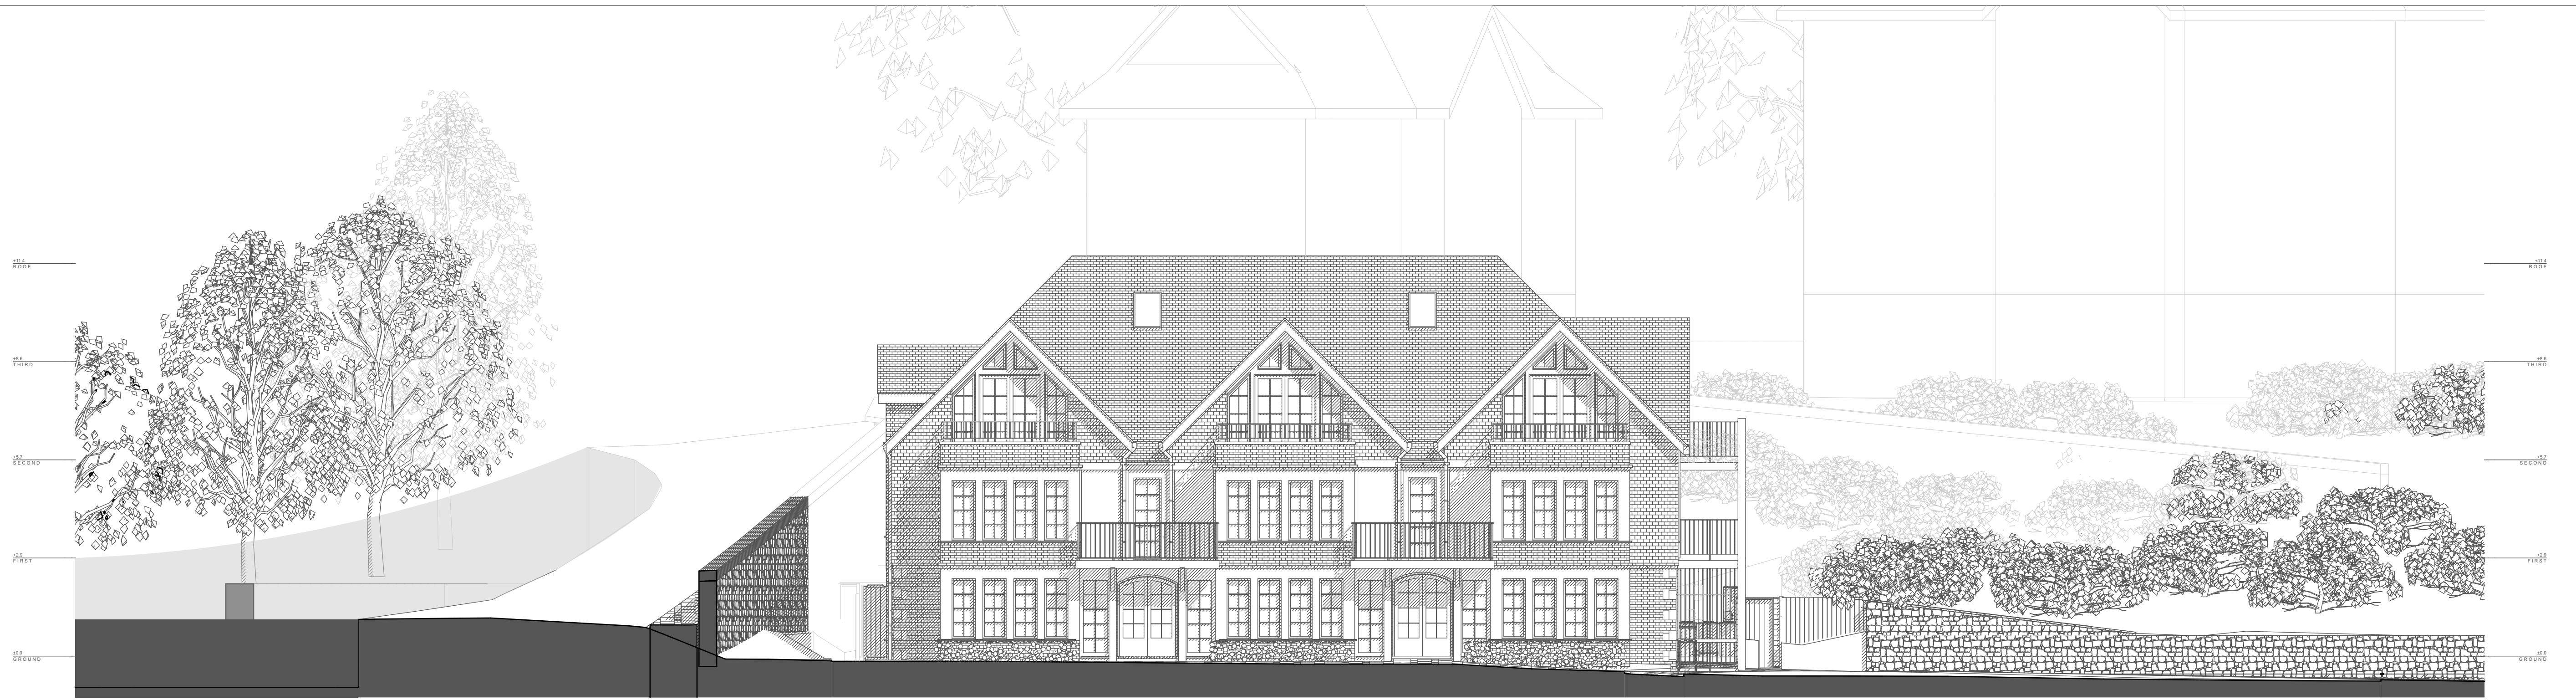 +11.4
ROOF
+8.6
THIRD
+5.7
SECOND
+2.9
FIRST
±0.0
GROUND
+11.4
ROOF
+8.6
THIRD
+5.7
SECOND
+2.9
FIRST
±0.0
GROUND